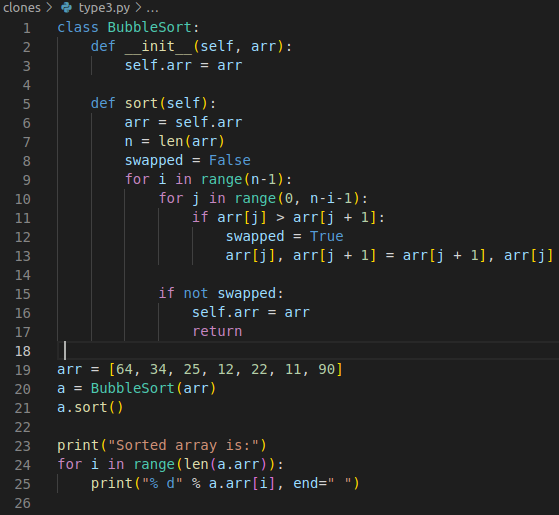 clones > type3.py > ...
1 class BubbleSort:
2     def __init__(self, arr):
3         self.arr = arr
4
5     def sort(self):
6         arr = self.arr
7         n = len(arr)
8         swapped = False
9         for i in range(n-1):
10             for j in range(0, n-i-1):
11                 if arr[j] > arr[j + 1]:
12                     swapped = True
13                     arr[j], arr[j + 1] = arr[j + 1], arr[j]
14
15             if not swapped:
16                 self.arr = arr
17                 return
18
19 arr = [64, 34, 25, 12, 22, 11, 90]
20 a = BubbleSort(arr)
21 a.sort()
22
23 print("Sorted array is:")
24 for i in range(len(a.arr)):
25     print("% d" % a.arr[i], end=" ")
26